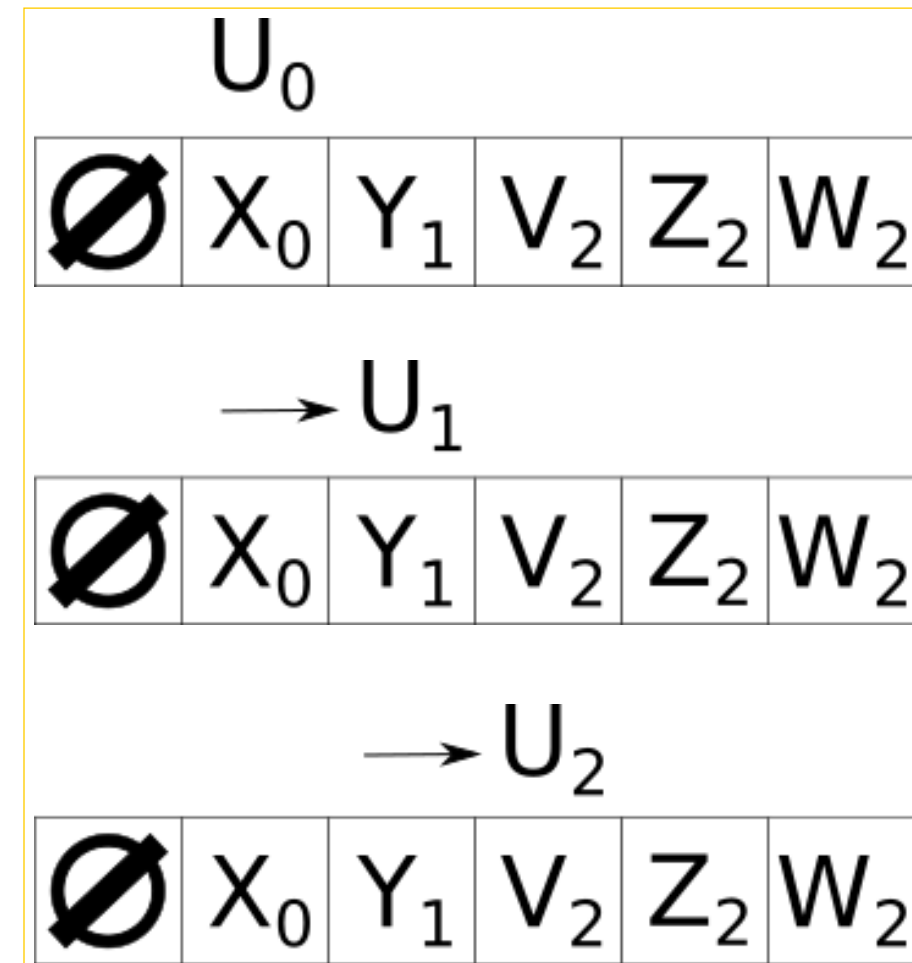 U₀
∅ X₀ Y₁ V₂ Z₂ W₂
→ U₁
∅ X₀ Y₁ V₂ Z₂ W₂
→ U₂
∅ X₀ Y₁ V₂ Z₂ W₂